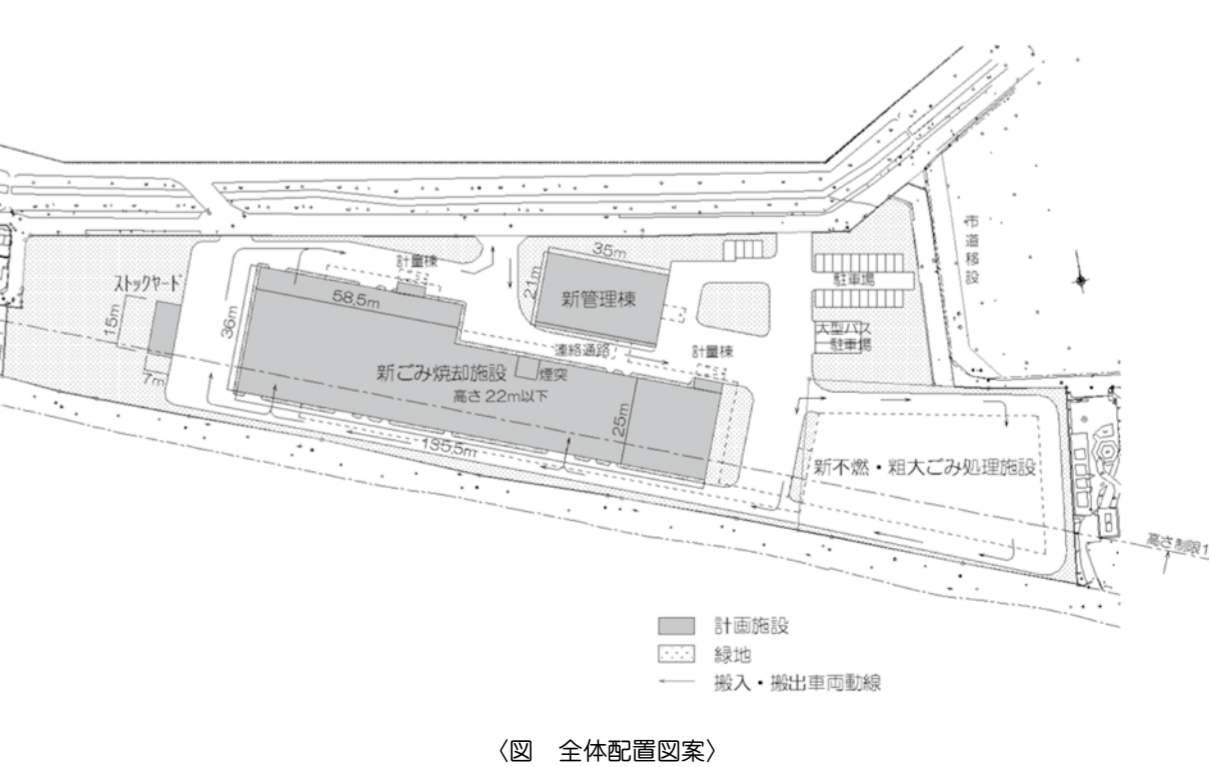 市道移設
35m
計量棟
ストックヤード
21m
新管理棟
駐車場
58,5m
15m
36m
大型バス
駐車場
連絡通路
計量棟
7m
新ごみ焼却施設
煙突
高さ22m以下
25m
135,5m
新不燃・粗大ごみ処理施設
高さ制限1
計画施設
緑地
搬入・搬出車両動線
〈図　全体配置図案〉